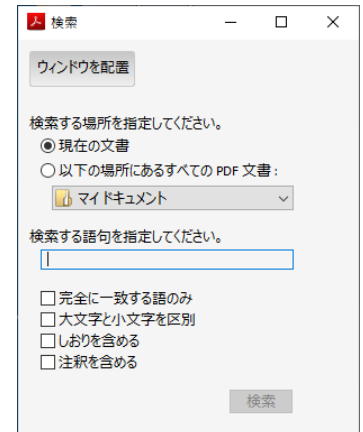 検索
ウィンドウを配置
検索する場所を指定してください。
現在の文書
以下の場所にあるすべての PDF 文書:
マイ ドキュメント
検索する語句を指定してください。
完全に一致する語のみ
大文字と小文字を区別
しおりを含める
注釈を含める
検索